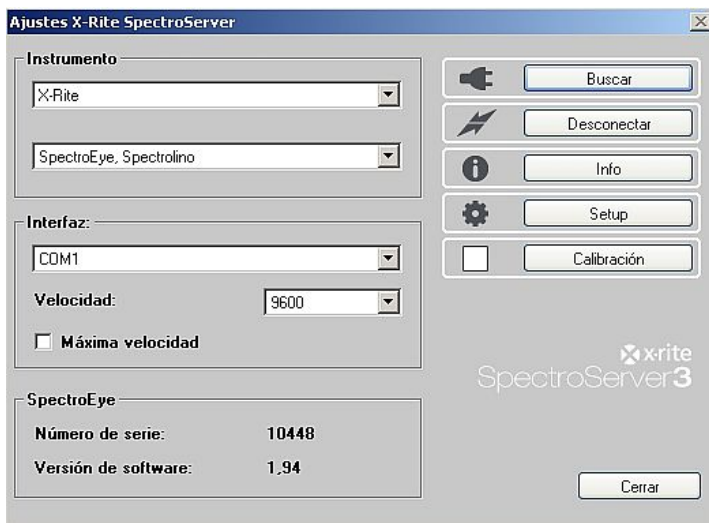 Ajustes X-Rite SpectroServer
Instrumento
X-Rite
SpectroEye, Spectrolino
Interfaz:
COM1
Velocidad: 9600
Máxima velocidad
SpectroEye
Número de serie: 10448
Versión de software: 1,94
Buscar
Desconectar
Info
Setup
Calibración
x·rite
SpectroServer3
Cerrar